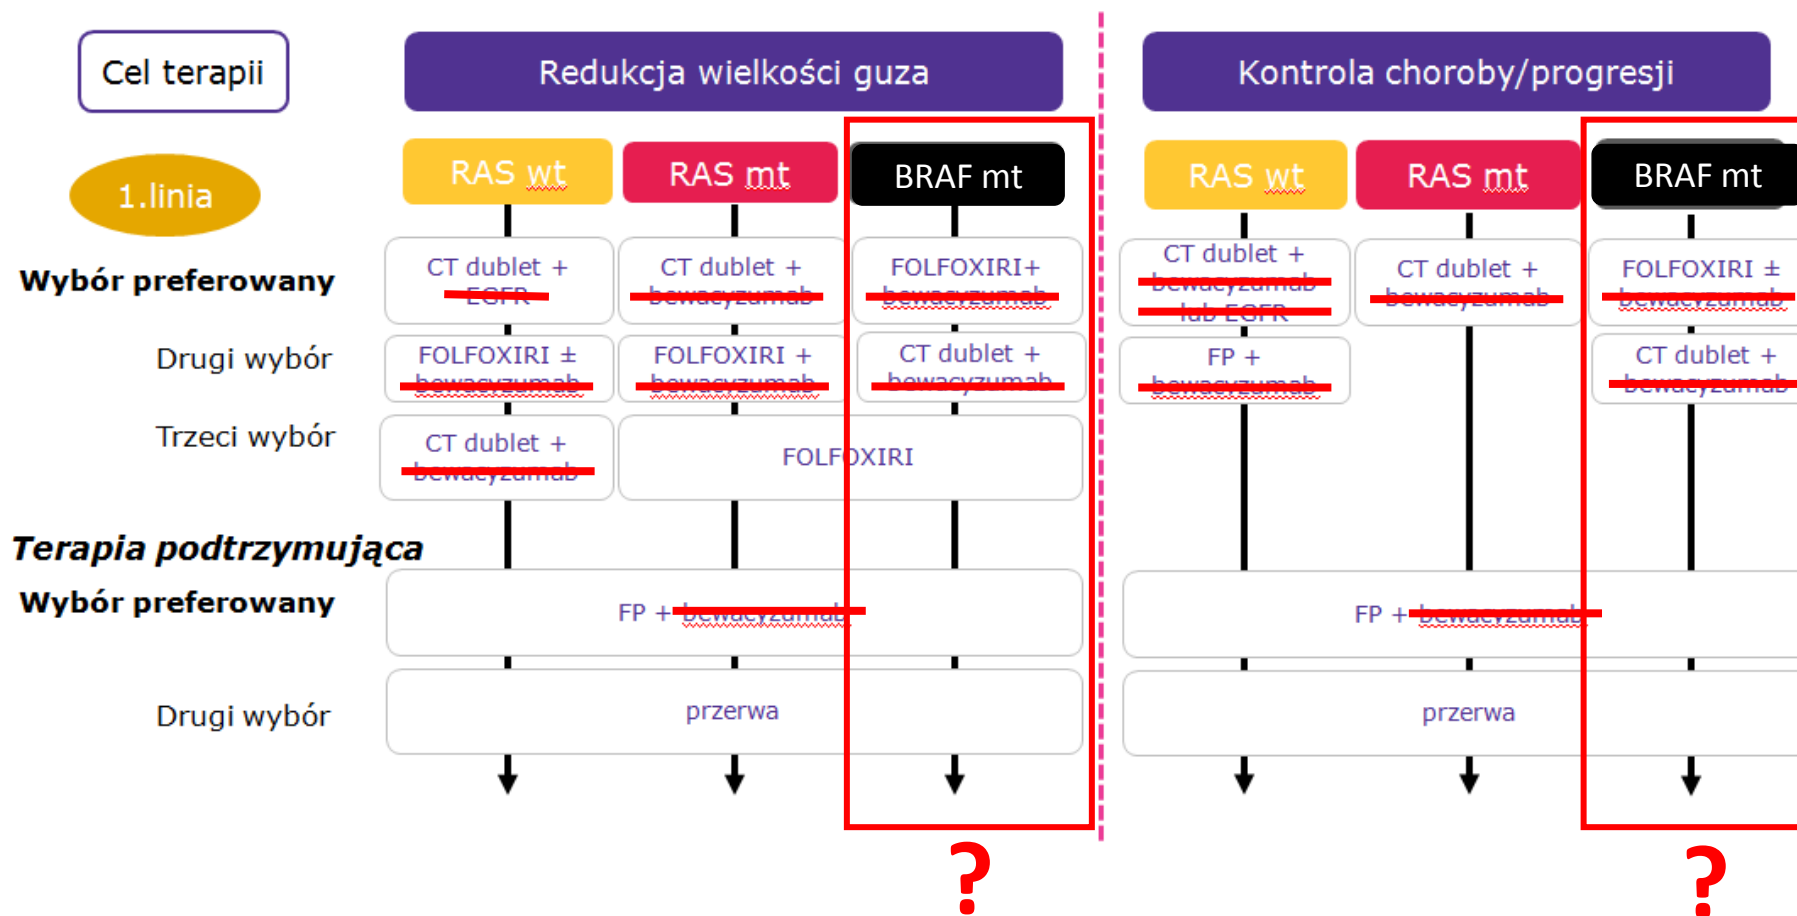 Cel terapii
Redukcja wielkości guza
Kontrola choroby/progresji
1.linia
RAS wt
RAS mt
BRAF mt
RAS wt
RAS mt
BRAF mt
Wybór preferowany
CT dublet +
EGFR
CT dublet +
bewacyzumab
FOLFOXIRI+
bewacyzumab
CT dublet +
bewacyzumab
lub EGFR
CT dublet +
bewacyzumab
FOLFOXIRI ±
bewacyzumab
Drugi wybór
FOLFOXIRI ±
bewacyzumab
FOLFOXIRI +
bewacyzumab
CT dublet +
bewacyzumab
FP +
bewacyzumab
CT dublet +
bewacyzumab
Trzeci wybór
CT dublet +
bewacyzumab
FOLFOXIRI
Terapia podtrzymująca
Wybór preferowany
FP + bewacyzumab
FP + bewacyzumab
Drugi wybór
przerwa
przerwa
?
?